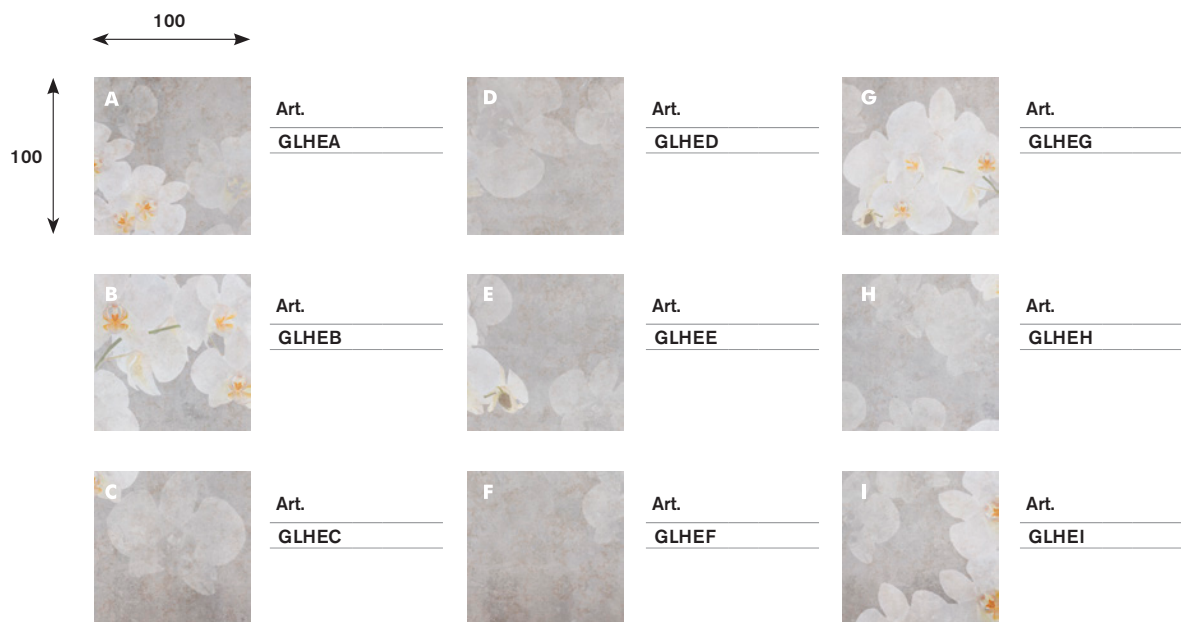 100
100
A
Art.
GLHEA
D
Art.
GLHED
G
Art.
GLHEG
B
Art.
GLHEB
E
Art.
GLHEE
H
Art.
GLHEH
C
Art.
GLHEC
F
Art.
GLHEF
I
Art.
GLHEI